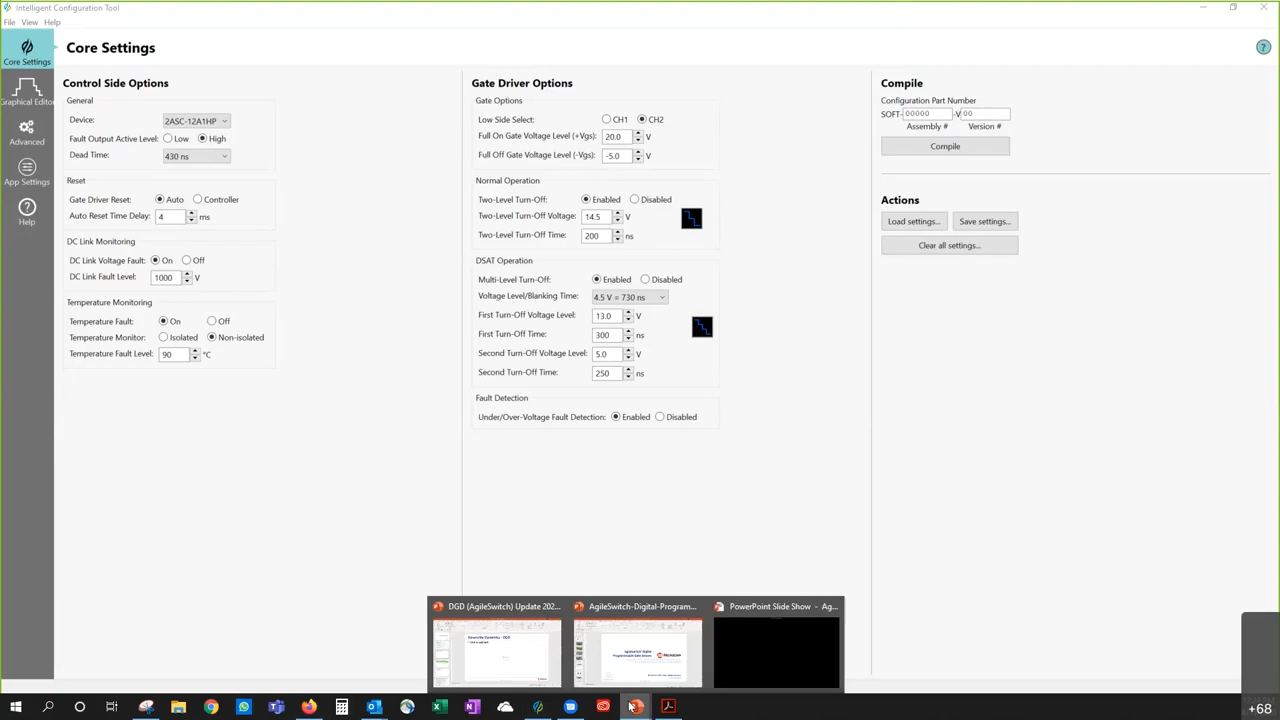 Intelligent Configuration Tool
File View Help
Core Settings
Core Settings
Graphical Editor
Advanced
App Settings
Help
Control Side Options
General
Device: 2ASC-12A1HP
Fault Output Active Level: Low High
Dead Time: 430 ns
Reset
Gate Driver Reset: Auto Controller
Auto Reset Time Delay: 4 ms
DC Link Monitoring
DC Link Voltage Fault: On Off
DC Link Fault Level: 1000 V
Temperature Monitoring
Temperature Fault: On Off
Temperature Monitor: Isolated Non-isolated
Temperature Fault Level: 90 °C
Gate Driver Options
Gate Options
Low Side Select: CH1 CH2
Full On Gate Voltage Level (+Vgs): 20.0 V
Full Off Gate Voltage Level (-Vgs): -5.0 V
Normal Operation
Two-Level Turn-Off: Enabled Disabled
Two-Level Turn-Off Voltage: 14.5 V
Two-Level Turn-Off Time: 200 ns
DSAT Operation
Multi-Level Turn-Off: Enabled Disabled
Voltage Level/Blanking Time: 4.5 V = 730 ns
First Turn-Off Voltage Level: 13.0 V
First Turn-Off Time: 300 ns
Second Turn-Off Voltage Level: 5.0 V
Second Turn-Off Time: 250 ns
Fault Detection
Under/Over-Voltage Fault Detection: Enabled Disabled
Compile
Configuration Part Number
SOFT- 00000 -V 00
Assembly # Version #
Compile
Actions
Load settings... Save settings...
Clear all settings...
DGD (AgileSwitch) Update 202... AgileSwitch-Digital-Program... PowerPoint Slide Show - Ag...
+68